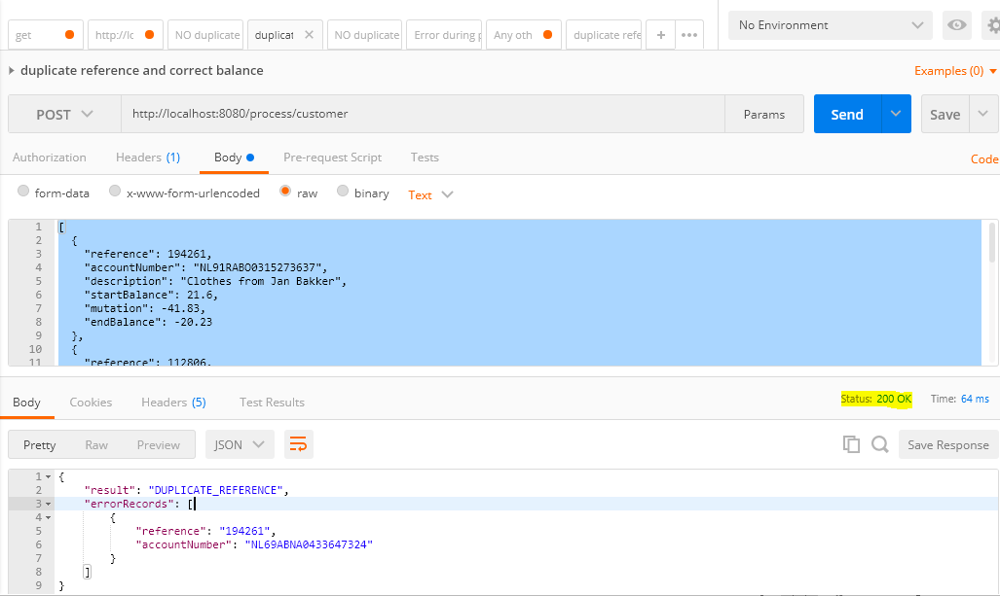 get http://lc NO duplicate duplicat NO duplicate Error during p Any oth duplicate refe + ••• No Environment
duplicate reference and correct balance Examples (0)
POST http://localhost:8080/process/customer Params Send Save
Authorization Headers (1) Body Pre-request Script Tests Code
form-data x-www-form-urlencoded raw binary Text
1 [
2 {
3 "reference": 194261,
4 "accountNumber": "NL91RABO0315273637",
5 "description": "Clothes from Jan Bakker",
6 "startBalance": 21.6,
7 "mutation": -41.83,
8 "endBalance": -20.23
9 },
10 {
11 "reference": 112806,
Body Cookies Headers (5) Test Results Status: 200 OK Time: 64 ms
Pretty Raw Preview JSON Save Response
1 {
2 "result": "DUPLICATE_REFERENCE",
3 "errorRecords": [
4 {
5 "reference": "194261",
6 "accountNumber": "NL69ABNA0433647324"
7 }
8 ]
9 }